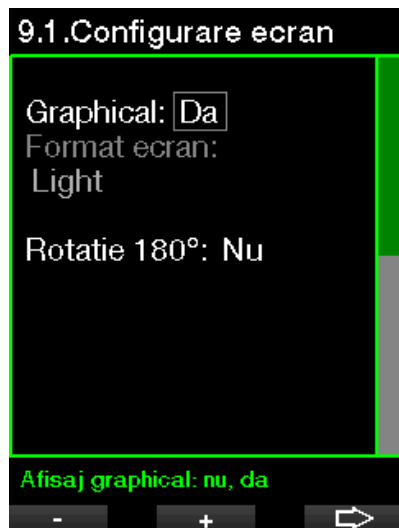 9.1.Configurare ecran
Graphical: Da
Format ecran:
Light
Rotatie 180°: Nu
Afisaj graphical: nu, da
- +